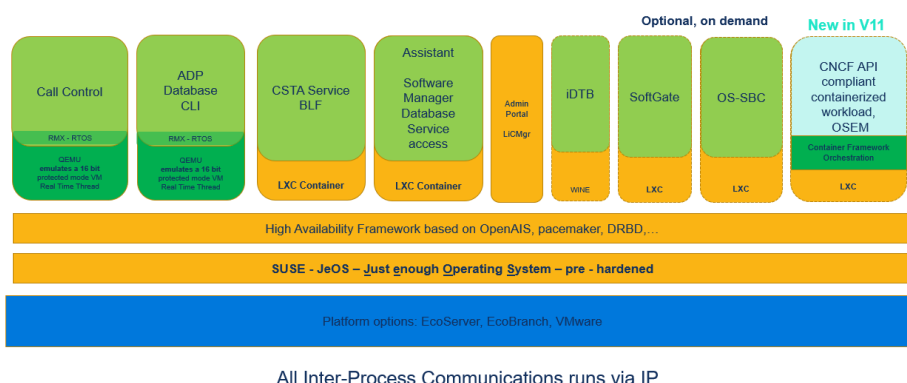 Optional, on demand
New in V11
Call Control
RMX - RTOS
QEMU
emulates a 16 bit
protected mode VM
Real Time Thread
ADP
Database
CLI
RMX - RTOS
QEMU
emulates a 16 bit
protected mode VM
Real Time Thread
CSTA Service
BLF
LXC Container
Assistant
Software
Manager
Database
Service
access
LXC Container
Admin
Portal
LiCMgr
iDTB
WINE
SoftGate
LXC
OS-SBC
LXC
CNCF API
compliant
containerized
workload,
OSEM
Container Framework
Orchestration
LXC
High Availability Framework based on OpenAIS, pacemaker, DRBD,...
SUSE - JeOS – Just enough Operating System – pre - hardened
Platform options: EcoServer, EcoBranch, VMware
All Inter-Process Communications runs via IP